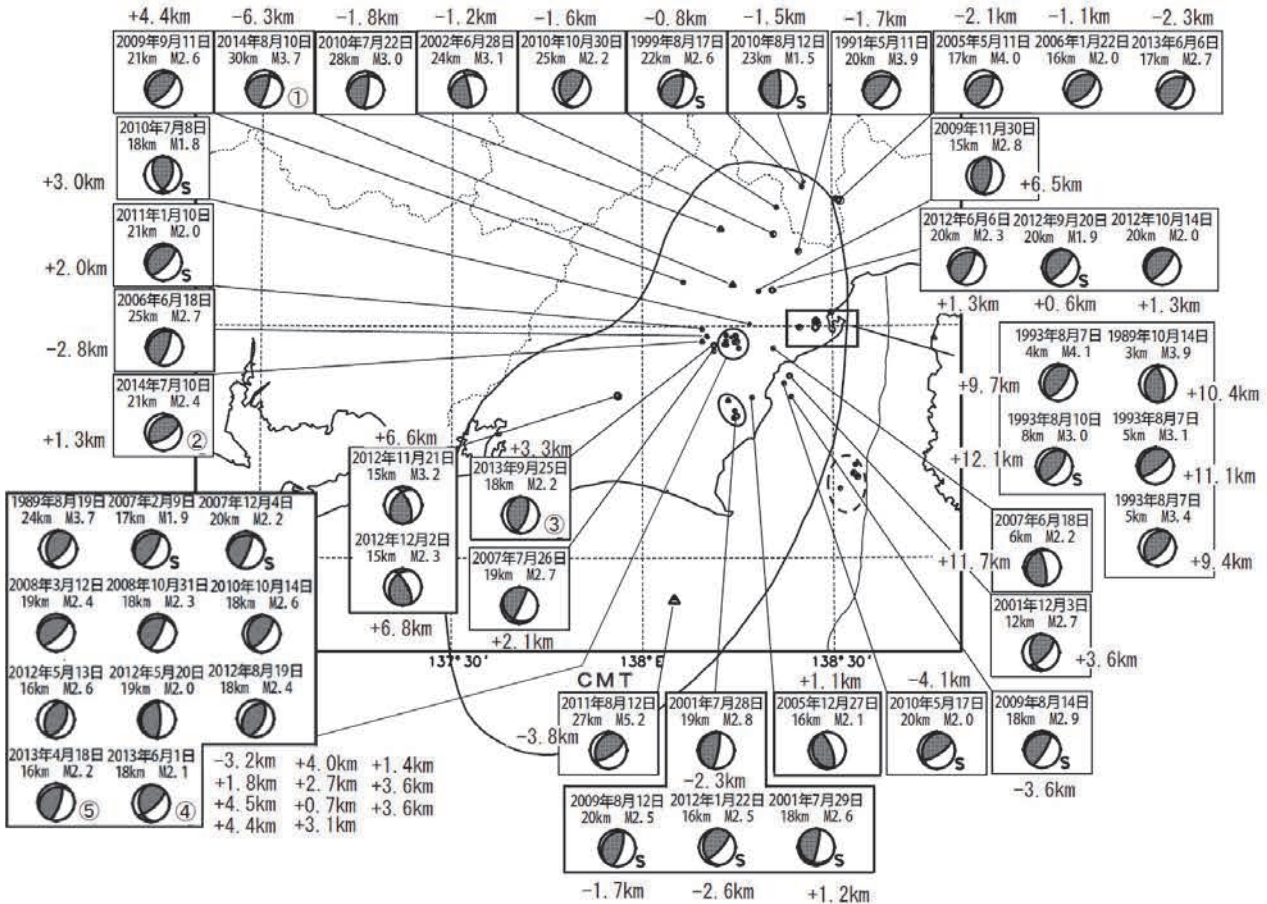 +4.4km −6.3km −1.8km −1.2km −1.6km −0.8km −1.5km −1.7km −2.1km −1.1km −2.3km
2009年9月11日 2014年8月10日 2010年7月22日 2002年6月28日 2010年10月30日 1999年8月17日 2010年8月12日 1991年5月11日 2005年5月11日 2006年1月22日 2013年6月6日
21km M2.6 30km M3.7 28km M3.0 24km M3.1 25km M2.2 22km M2.6 23km M1.5 20km M3.9 17km M4.0 16km M2.0 17km M2.7
① S S
2010年7月8日
18km M1.8
S
+3.0km
2011年1月10日
21km M2.0
S
+2.0km
2006年6月18日
25km M2.7
−2.8km
2014年7月10日
21km M2.4
②
+1.3km
2009年11月30日
15km M2.8
+6.5km
2012年6月6日 2012年9月20日 2012年10月14日
20km M2.3 20km M1.9 20km M2.0
S
+1.3km +0.6km +1.3km
1993年8月7日 1989年10月14日
4km M4.1 3km M3.9
+9.7km +10.4km
1993年8月10日 1993年8月7日
8km M3.0 5km M3.1
S
+12.1km +11.1km
1993年8月7日
5km M3.4
+9.4km
2007年6月18日
6km M2.2
+11.7km
2001年12月3日
12km M2.7
+3.6km
+6.6km
2012年11月21日
15km M3.2
2012年12月2日
15km M2.3
+6.8km
+3.3km
2013年9月25日
18km M2.2
③
2007年7月26日
19km M2.7
+2.1km
1989年8月19日 2007年2月9日 2007年12月4日
24km M3.7 17km M1.9 20km M2.2
S S
2008年3月12日 2008年10月31日 2010年10月14日
19km M2.4 18km M2.3 18km M2.6
2012年5月13日 2012年5月20日 2012年8月19日
16km M2.6 19km M2.0 18km M2.4
2013年4月18日 2013年6月1日
16km M2.2 18km M2.1
⑤ ④
−3.2km +4.0km +1.4km
+1.8km +2.7km +3.6km
+4.5km +0.7km +3.6km
+4.4km +3.1km
137°30′ 138°E 138°30′
CMT
2011年8月12日
27km M5.2
−3.8km
2001年7月28日
19km M2.8
−2.3km
+1.1km
2005年12月27日
16km M2.1
−4.1km
2010年5月17日
20km M2.0
S
2009年8月14日
18km M2.9
S
−3.6km
2009年8月12日 2012年1月22日 2001年7月29日
20km M2.5 16km M2.5 18km M2.6
S S S
−1.7km −2.6km +1.2km